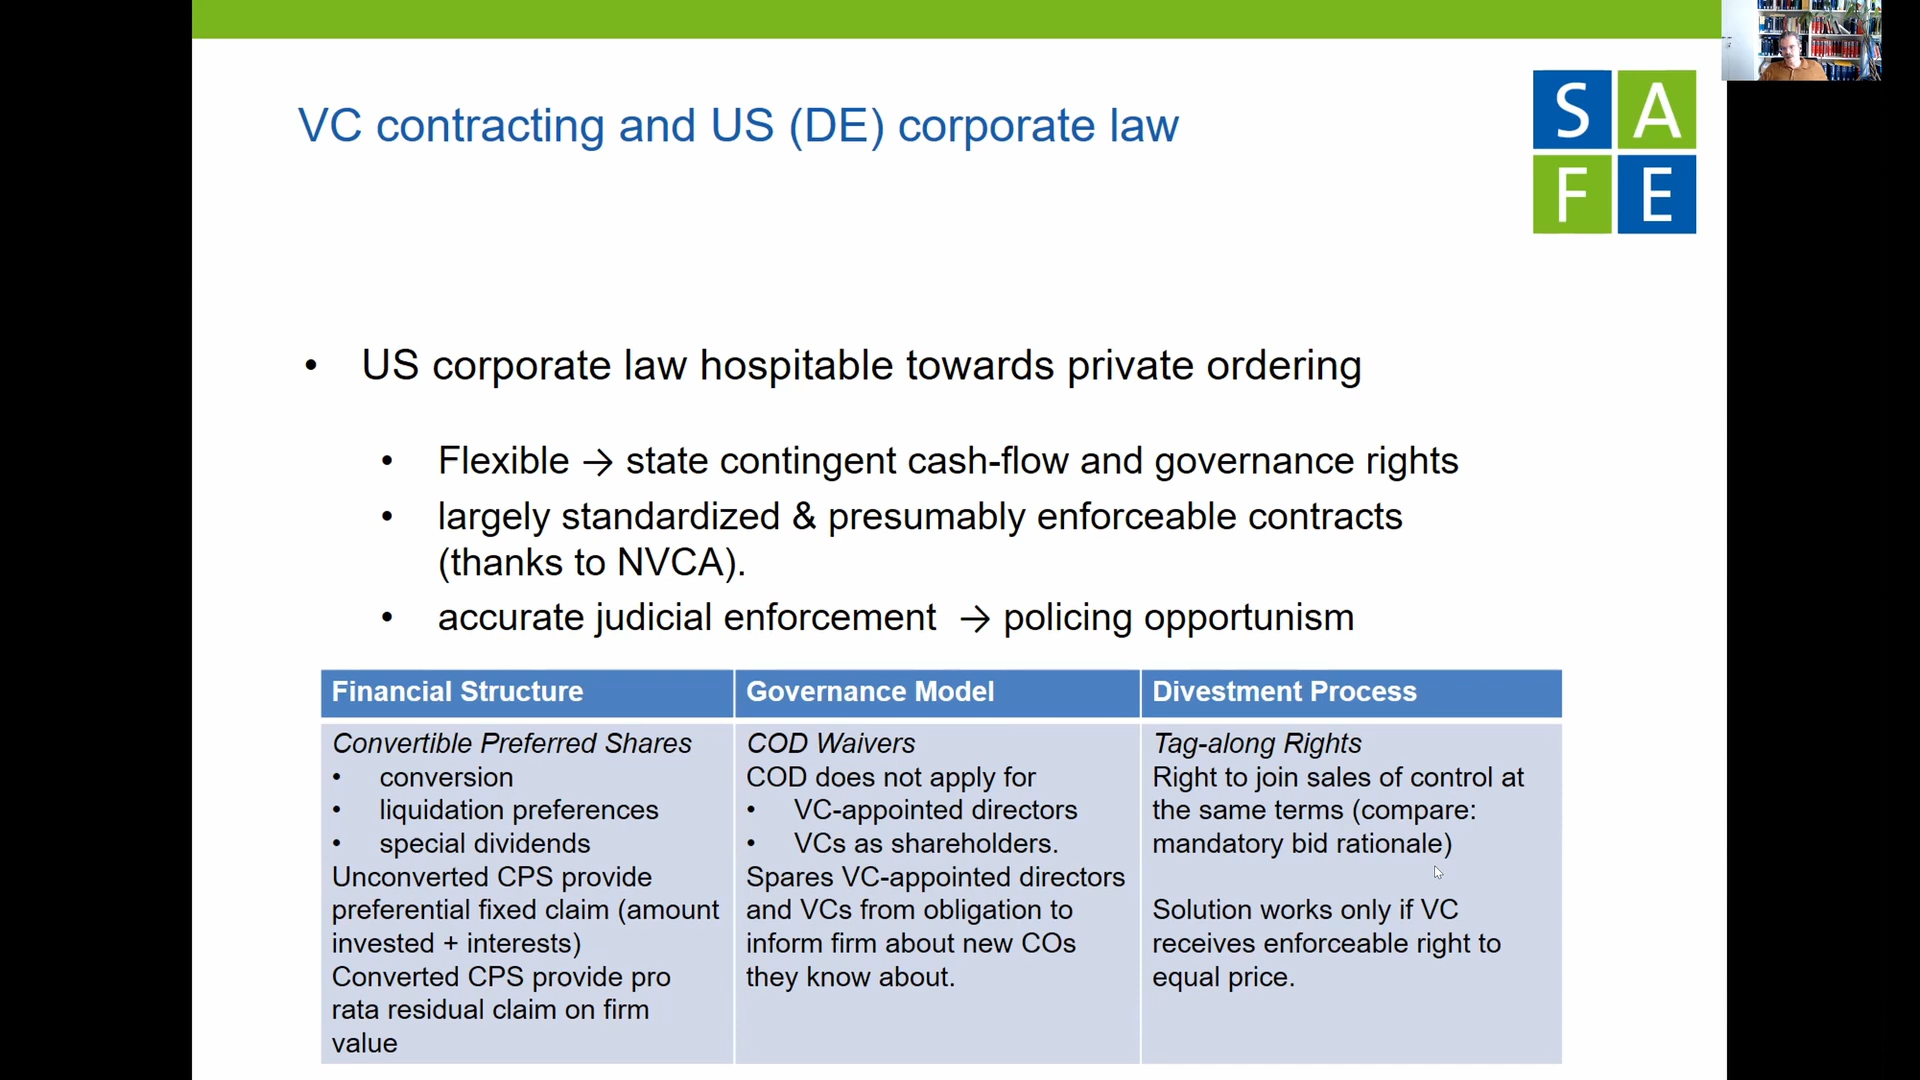 VC contracting and US (DE) corporate law
S A
F E
• US corporate law hospitable towards private ordering
• Flexible → state contingent cash-flow and governance rights
• largely standardized & presumably enforceable contracts
(thanks to NVCA).
• accurate judicial enforcement → policing opportunism
Financial Structure
Convertible Preferred Shares
• conversion
• liquidation preferences
• special dividends
Unconverted CPS provide
preferential fixed claim (amount
invested + interests)
Converted CPS provide pro
rata residual claim on firm
value
Governance Model
COD Waivers
COD does not apply for
• VC-appointed directors
• VCs as shareholders.
Spares VC-appointed directors
and VCs from obligation to
inform firm about new COs
they know about.
Divestment Process
Tag-along Rights
Right to join sales of control at
the same terms (compare:
mandatory bid rationale)
Solution works only if VC
receives enforceable right to
equal price.